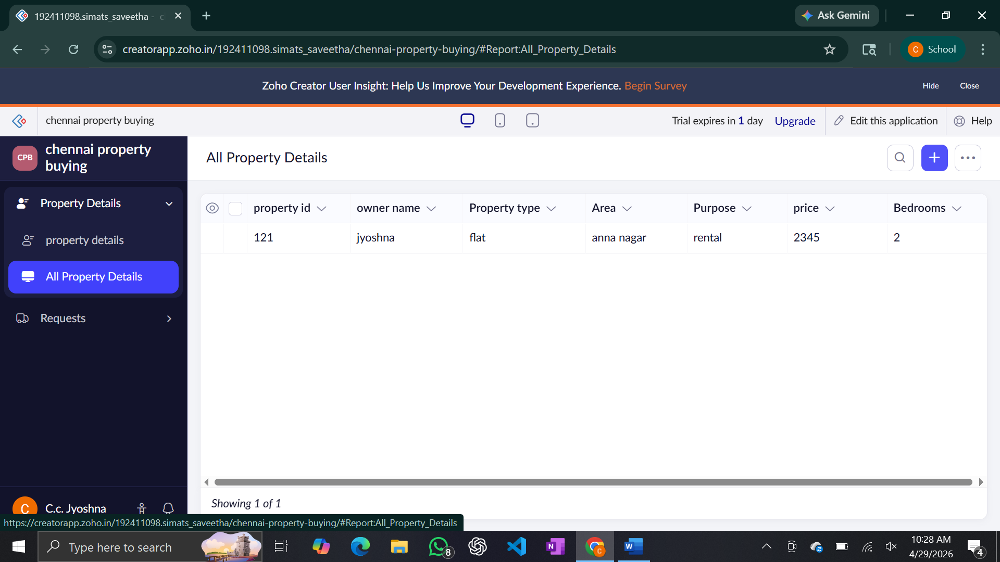 192411098.simats_saveetha - c
Ask Gemini
creatorapp.zoho.in/192411098.simats_saveetha/chennai-property-buying/#Report:All_Property_Details
C School
Zoho Creator User Insight: Help Us Improve Your Development Experience. Begin Survey
Hide
Close
chennai property buying
Trial expires in 1 day
Upgrade
Edit this application
Help
CPB
chennai property
buying
Property Details
property details
All Property Details
Requests
All Property Details
property id owner name Property type Area Purpose price Bedrooms
121 jyoshna flat anna nagar rental 2345 2
Showing 1 of 1
C C.c. Jyoshna
https://creatorapp.zoho.in/192411098.simats_saveetha/chennai-property-buying/#Report:All_Property_Details
Type here to search
8
N
C
W
10:28 AM
4/29/2026
4